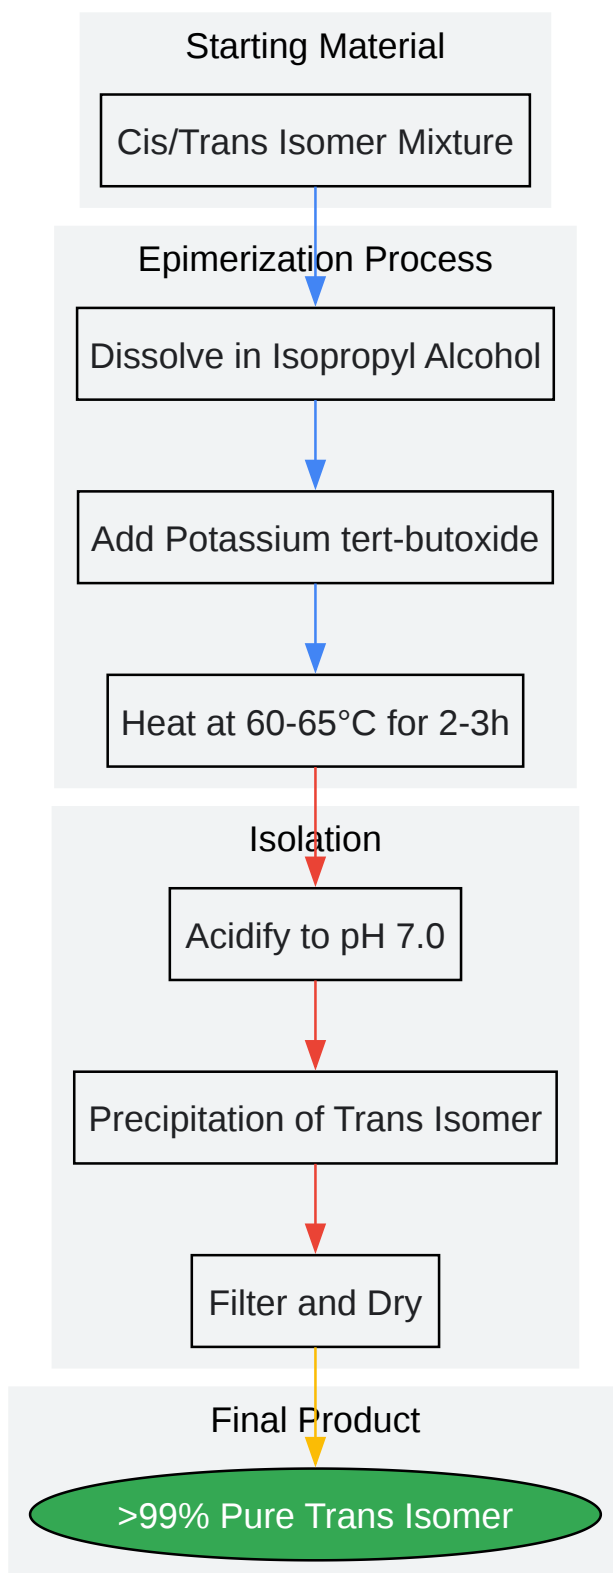 Starting Material
Cis/Trans Isomer Mixture
Epimerization Process
Dissolve in Isopropyl Alcohol
Add Potassium tert-butoxide
Heat at 60-65°C for 2-3h
Isolation
Acidify to pH 7.0
Precipitation of Trans Isomer
Filter and Dry
Final Product
>99% Pure Trans Isomer